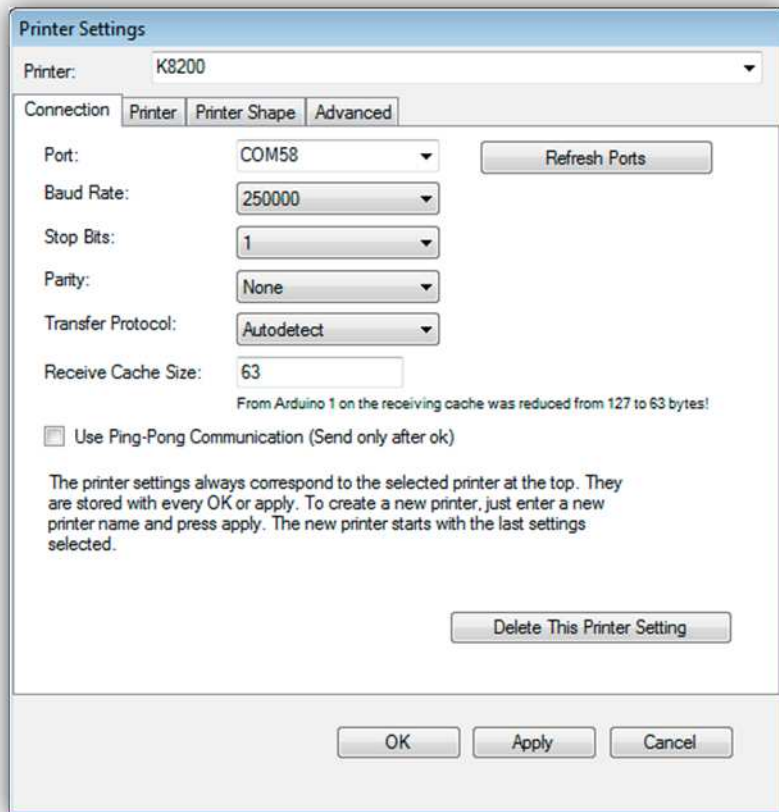 Printer Settings
Printer: K8200
Connection Printer Printer Shape Advanced
Port: COM58 Refresh Ports
Baud Rate: 250000
Stop Bits: 1
Parity: None
Transfer Protocol: Autodetect
Receive Cache Size: 63
From Arduino 1 on the receiving cache was reduced from 127 to 63 bytes!
Use Ping-Pong Communication (Send only after ok)
The printer settings always correspond to the selected printer at the top. They
are stored with every OK or apply. To create a new printer, just enter a new
printer name and press apply. The new printer starts with the last settings
selected.
Delete This Printer Setting
OK Apply Cancel